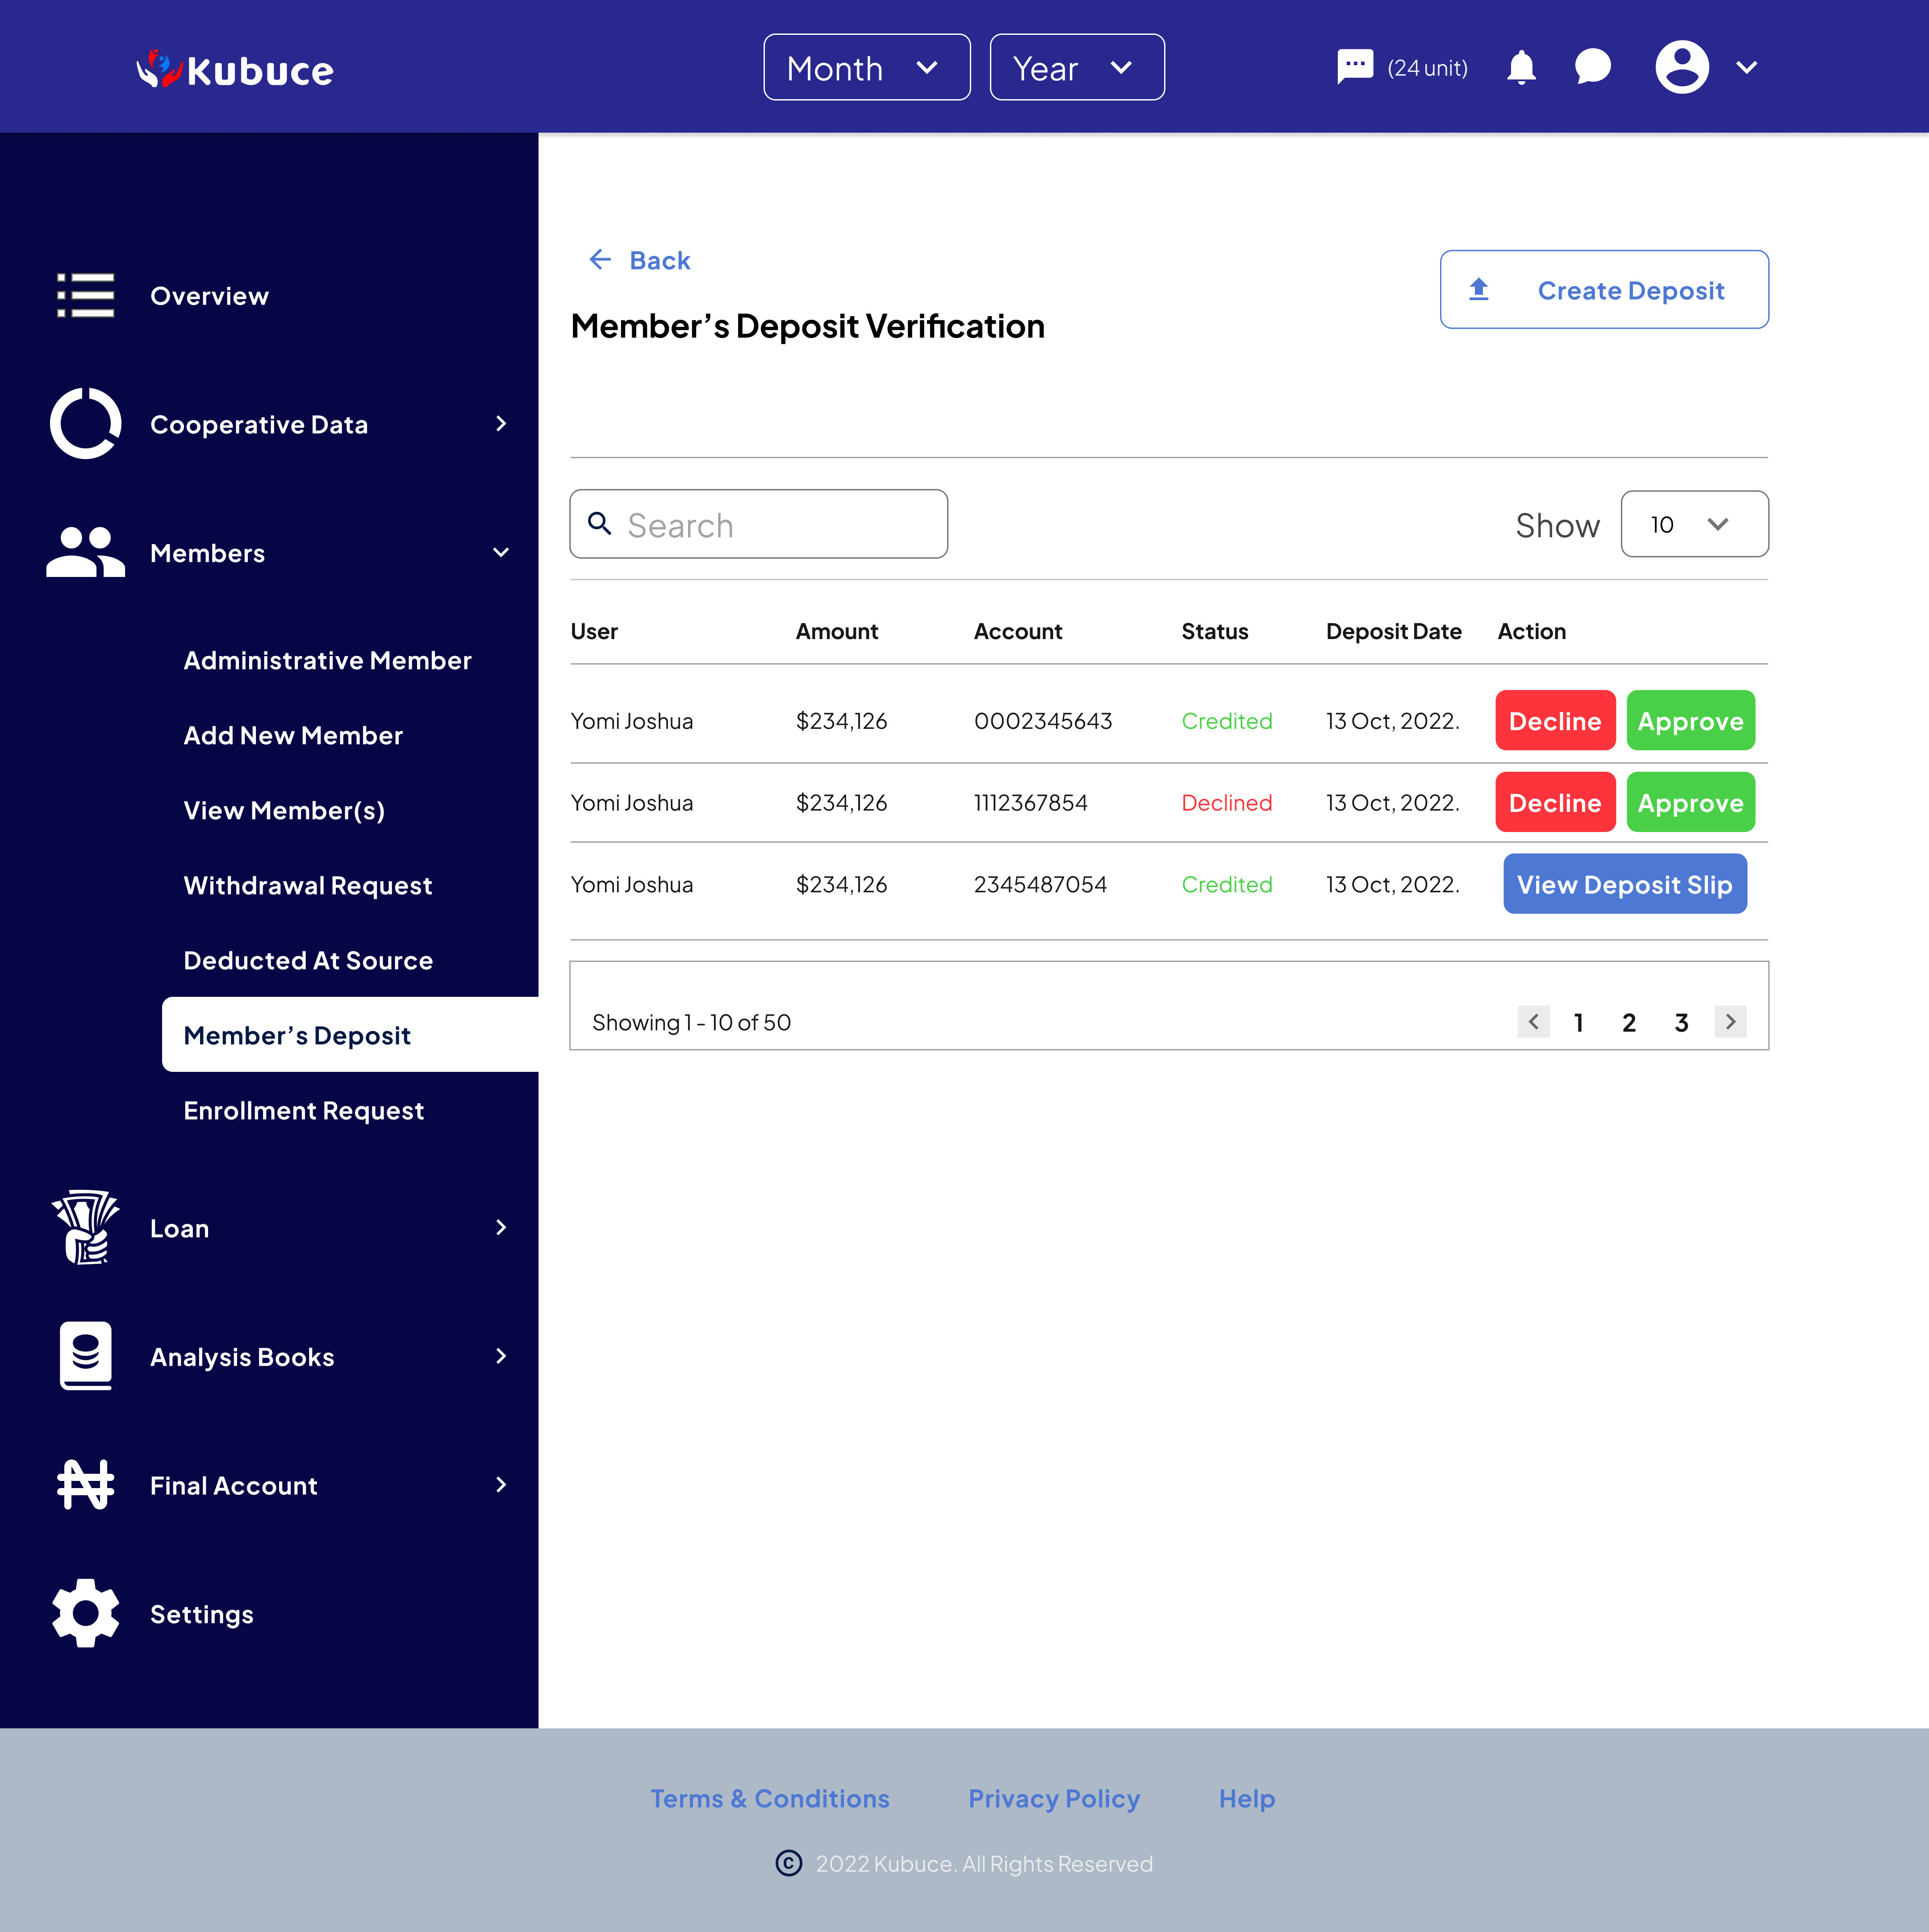 Kubuce
Month
Year
(24 unit)
Overview
Cooperative Data
Members
Administrative Member
Add New Member
View Member(s)
Withdrawal Request
Deducted At Source
Member’s Deposit
Enrollment Request
Loan
Analysis Books
Final Account
Settings
Back
Create Deposit
Member’s Deposit Verification
Search
Show 10
User Amount Account Status Deposit Date Action
Yomi Joshua $234,126 0002345643 Credited 13 Oct, 2022. Decline Approve
Yomi Joshua $234,126 1112367854 Declined 13 Oct, 2022. Decline Approve
Yomi Joshua $234,126 2345487054 Credited 13 Oct, 2022. View Deposit Slip
Showing 1 - 10 of 50 1 2 3
Terms & Conditions Privacy Policy Help
© 2022 Kubuce. All Rights Reserved